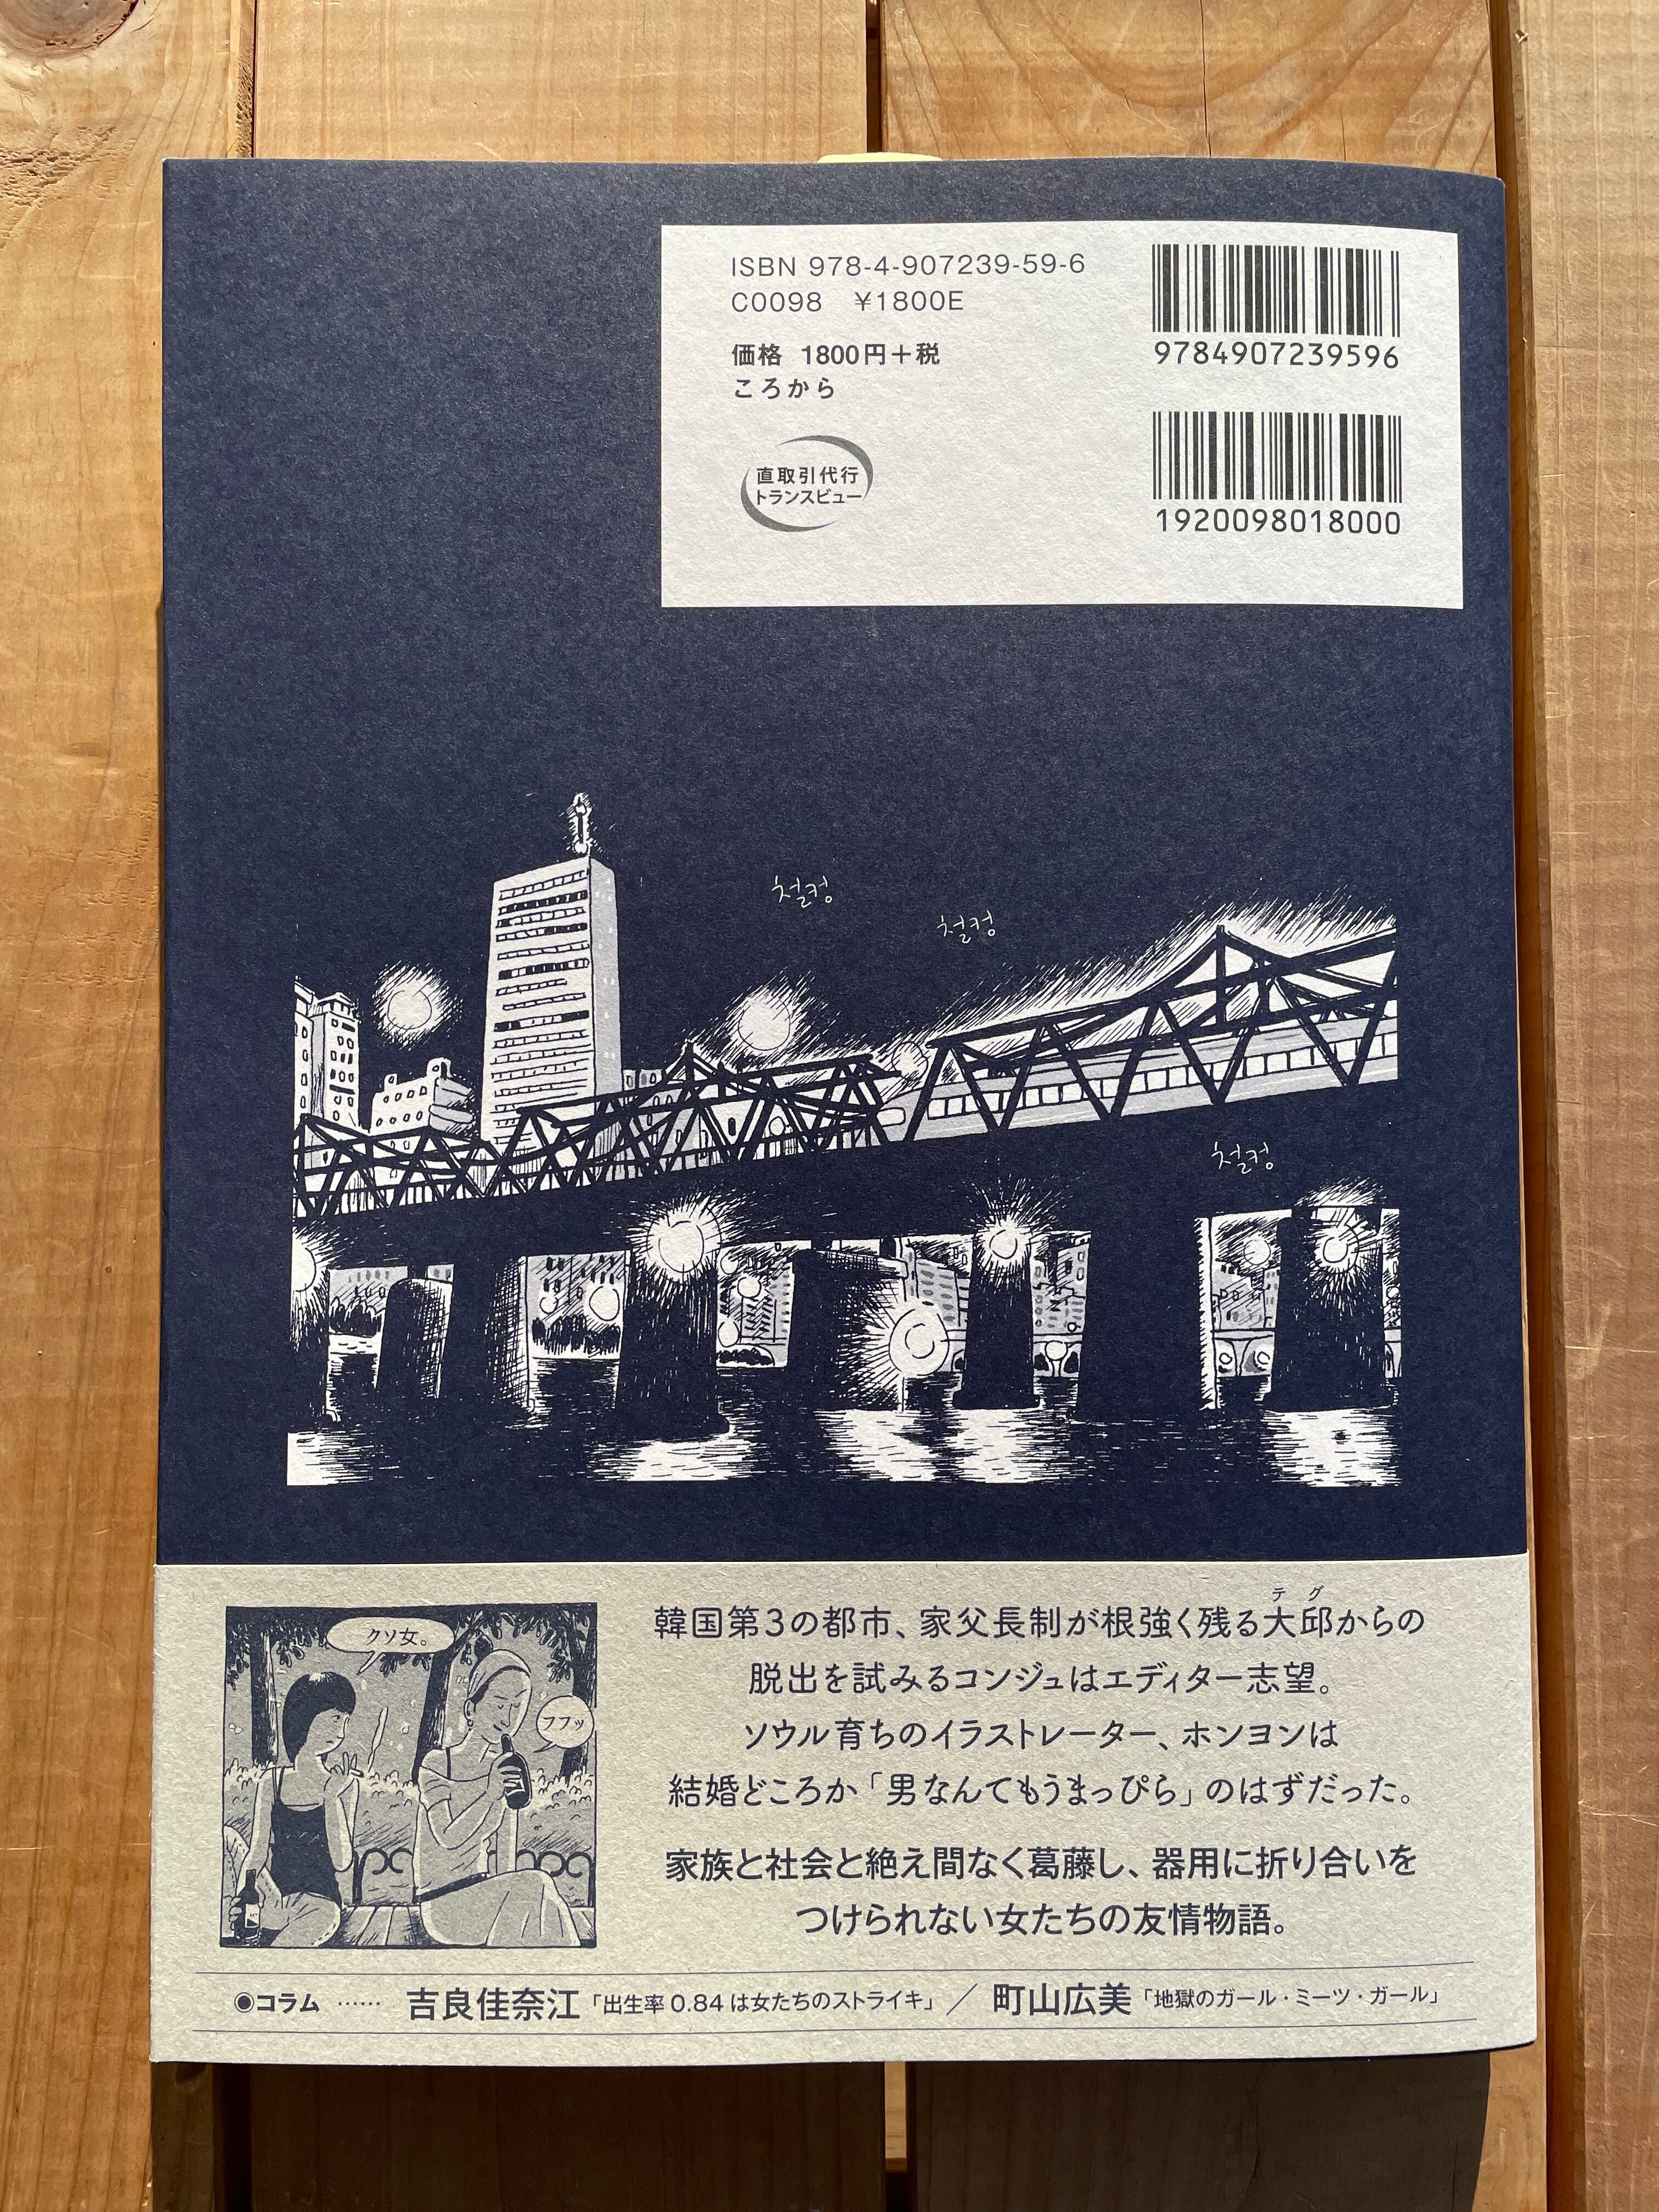 ISBN 978-4-907239-59-6
C0098 ¥1800E
価格 1800円+税
ころから
直取引代行
トランスビュー
9784907239596
1920098018000
철컹
철컹
철컹
クソ女。
フフッ
テグ
韓国第3の都市、家父長制が根強く残る大邱からの
脱出を試みるコンジュはエディター志望。
ソウル育ちのイラストレーター、ホンヨンは
結婚どころか「男なんてもうまっぴら」のはずだった。
家族と社会と絶え間なく葛藤し、器用に折り合いを
つけられない女たちの友情物語。
◉コラム …… 吉良佳奈江「出生率0.84は女たちのストライキ」/ 町山広美「地獄のガール・ミーツ・ガール」